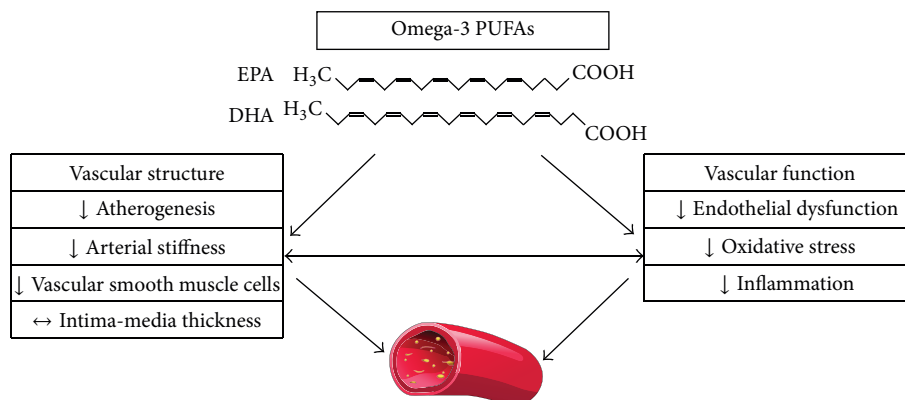 Omega-3 PUFAs
EPA H₃C COOH
DHA H₃C COOH
Vascular structure
↓ Atherogenesis
↓ Arterial stiffness
↓ Vascular smooth muscle cells
↔ Intima-media thickness
Vascular function
↓ Endothelial dysfunction
↓ Oxidative stress
↓ Inflammation